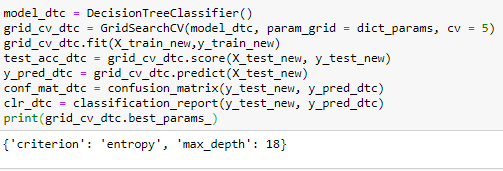 model_dtc = DecisionTreeClassifier()
grid_cv_dtc = GridSearchCV(model_dtc, param_grid = dict_params, cv = 5)
grid_cv_dtc.fit(X_train_new,y_train_new)
test_acc_dtc = grid_cv_dtc.score(X_test_new, y_test_new)
y_pred_dtc = grid_cv_dtc.predict(X_test_new)
conf_mat_dtc = confusion_matrix(y_test_new, y_pred_dtc)
clr_dtc = classification_report(y_test_new, y_pred_dtc)
print(grid_cv_dtc.best_params_)
{'criterion': 'entropy', 'max_depth': 18}